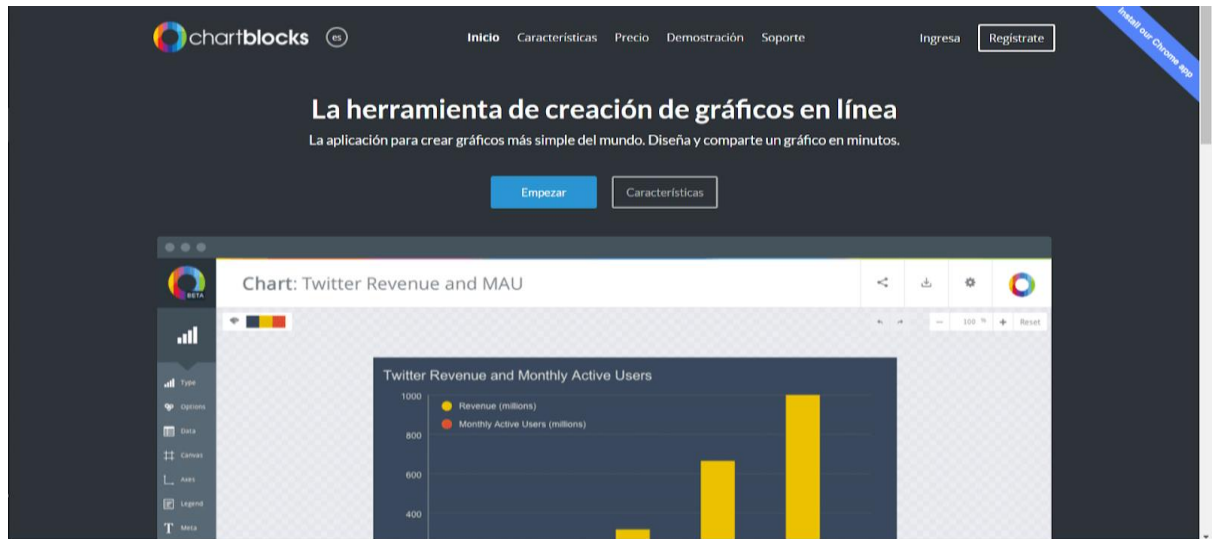 chartblocks es Inicio Características Precio Demostración Soporte Ingresa Regístrate
Install our Chrome app
La herramienta de creación de gráficos en línea
La aplicación para crear gráficos más simple del mundo. Diseña y comparte un gráfico en minutos.
Empezar Características
BETA
Chart: Twitter Revenue and MAU
100 % Reset
Type
Options
Data
Canvas
Axes
Legend
T Meta
Twitter Revenue and Monthly Active Users
1000
Revenue (millions)
Monthly Active Users (millions)
800
600
400